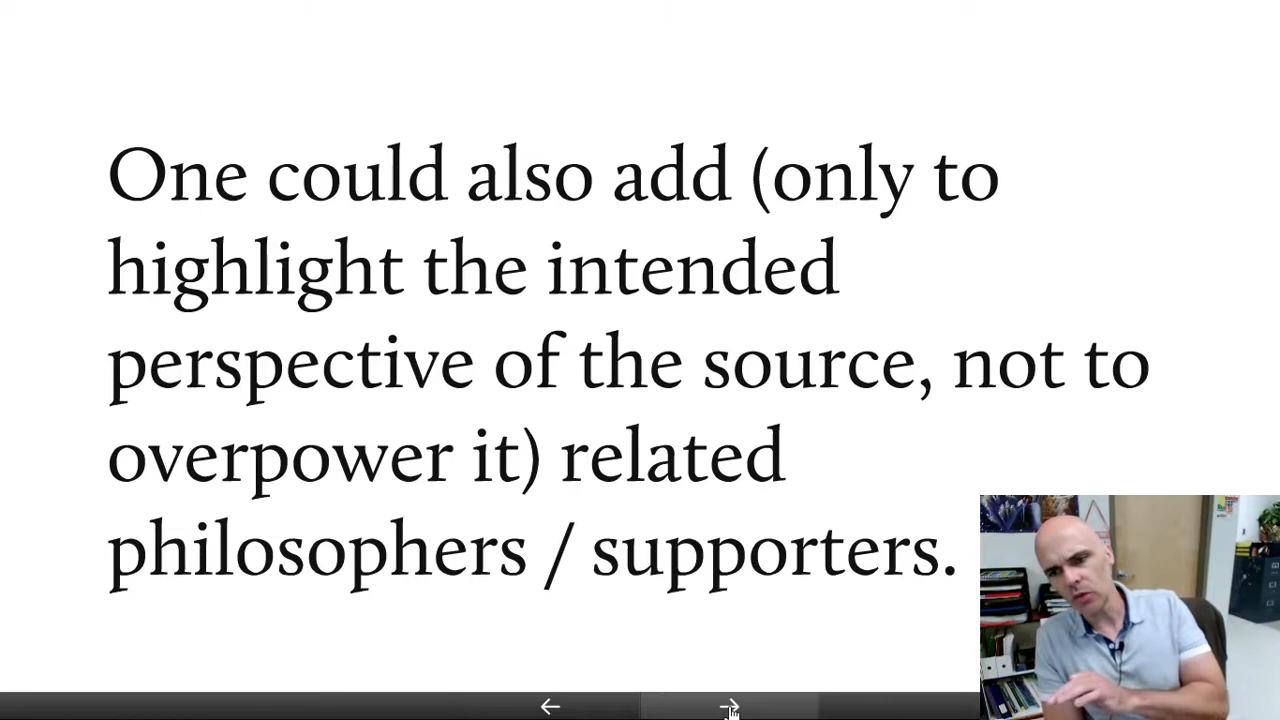 One could also add (only to
highlight the intended
perspective of the source, not to
overpower it) related
philosophers / supporters.